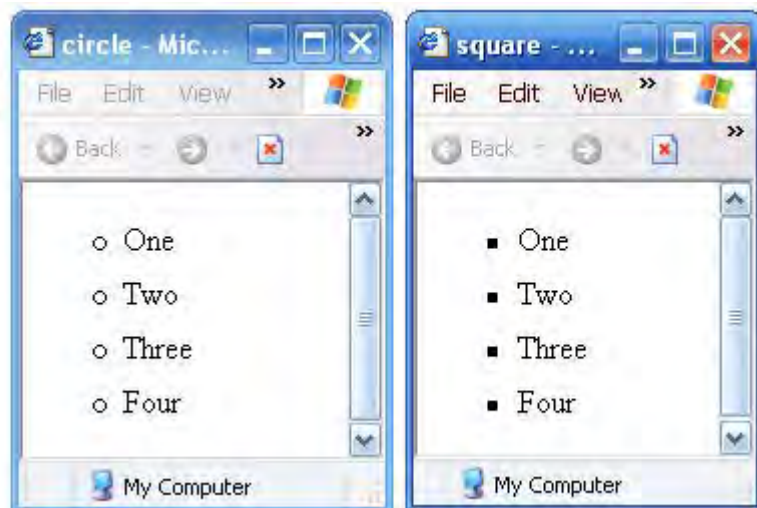 circle - Mic...
File Edit View »
Back »
One
Two
Three
Four
My Computer
square - ...
File Edit View »
Back »
One
Two
Three
Four
My Computer